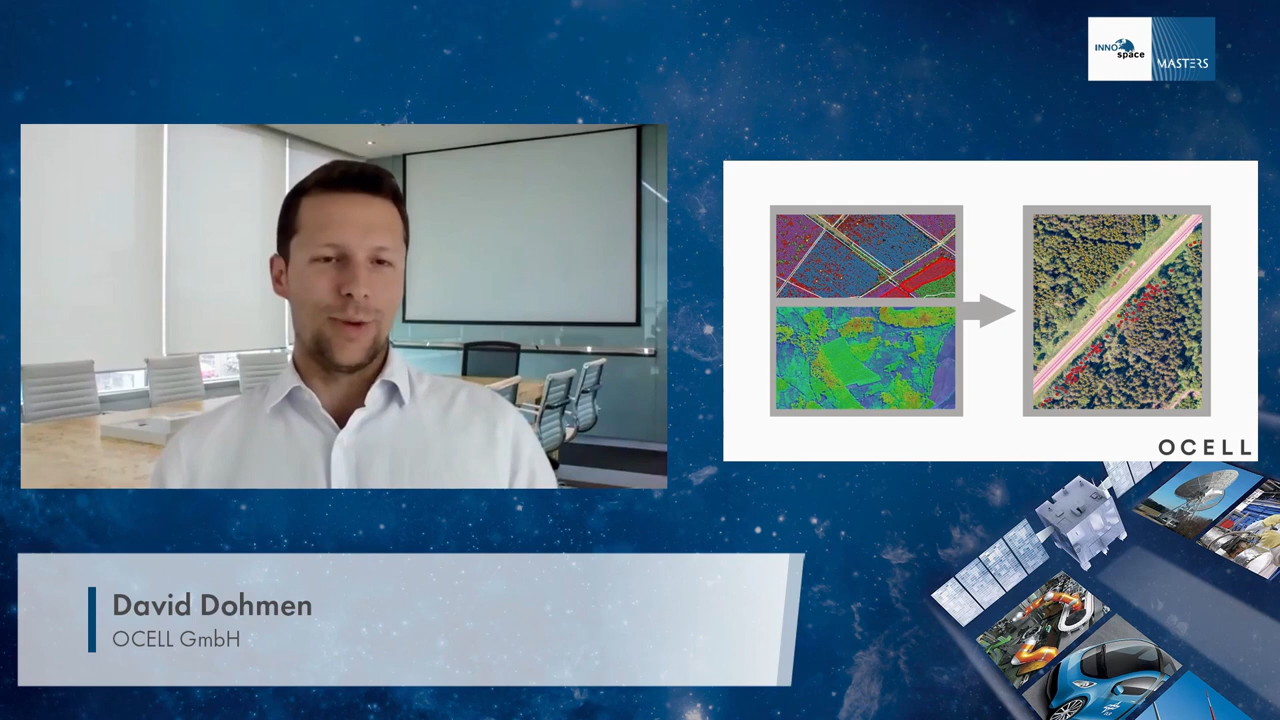 INNO
space
MASTERS
OCELL
David Dohmen
OCELL GmbH